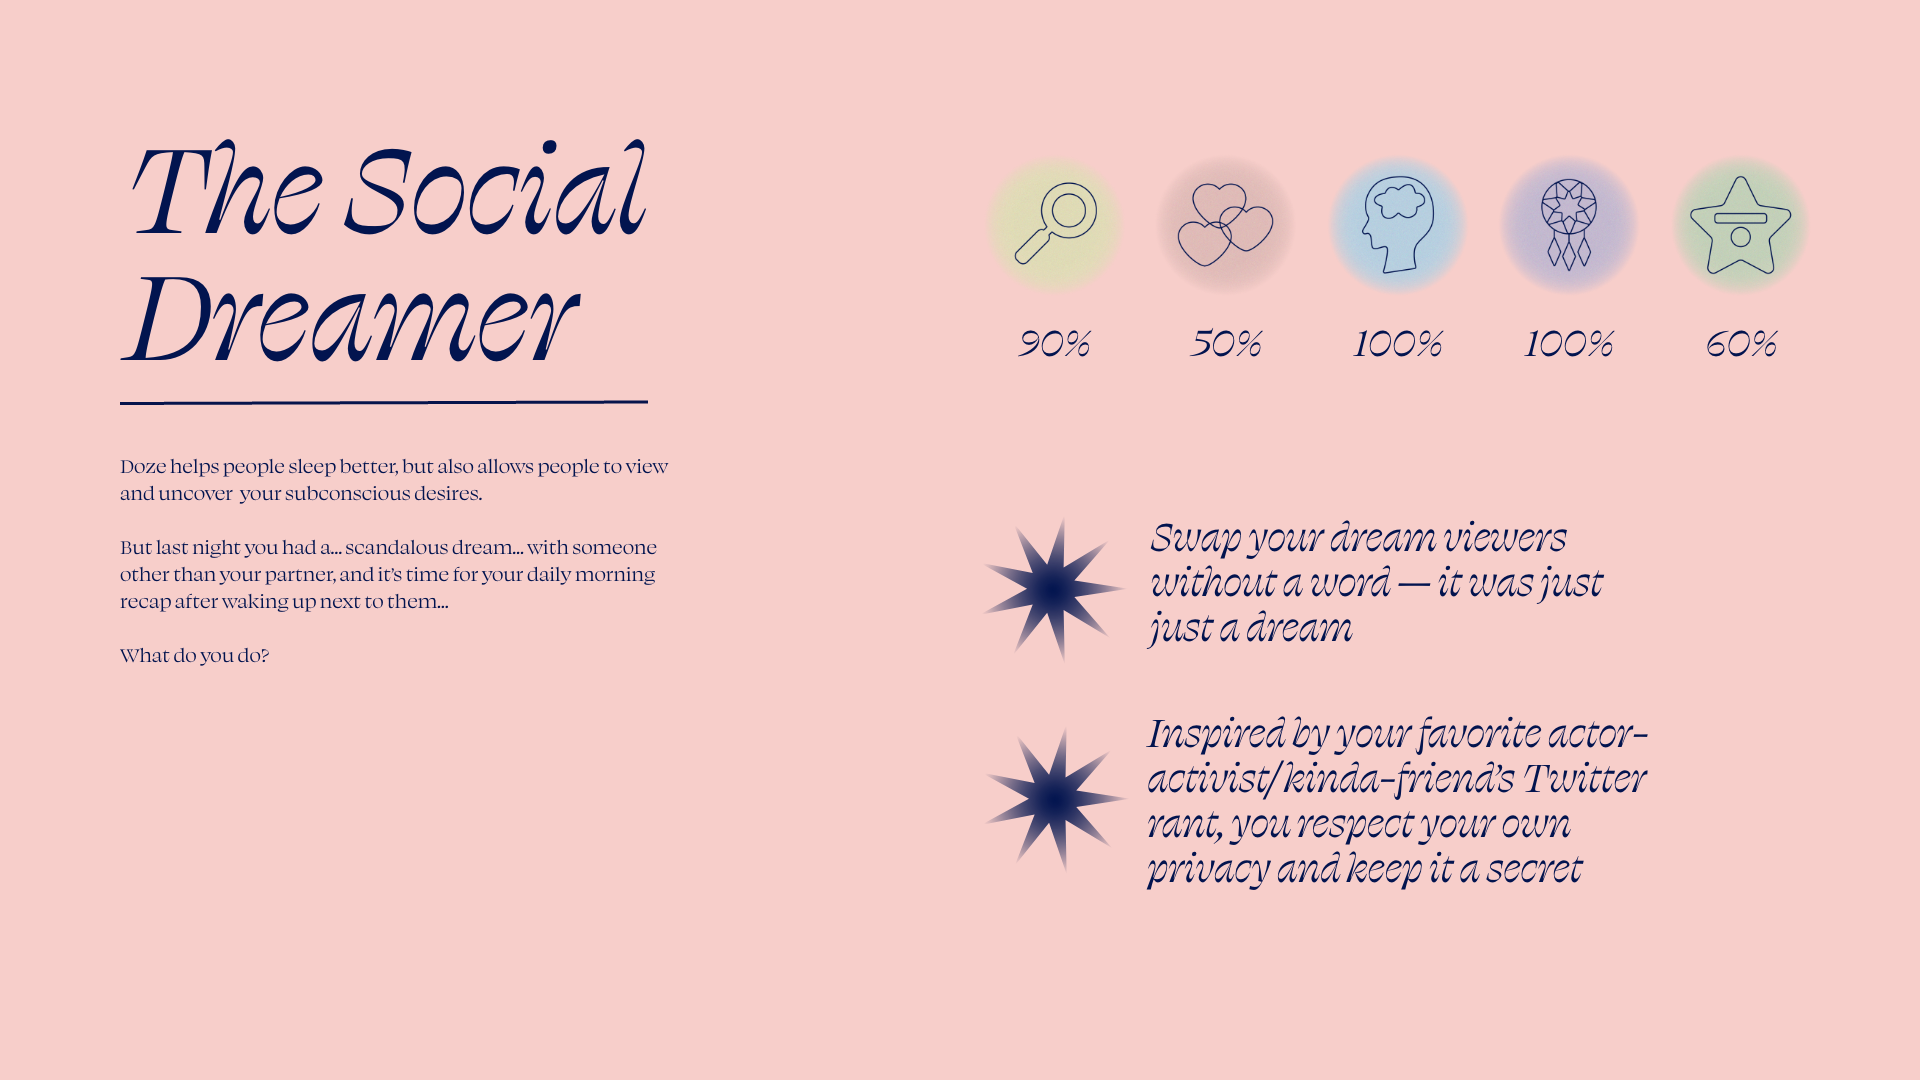 The Social
Dreamer
Doze helps people sleep better, but also allows people to view
and uncover  your subconscious desires.
But last night you had a... scandalous dream... with someone
other than your partner, and it's time for your daily morning
recap after waking up next to them...
What do you do?
90% 50% 100% 100% 60%
Swap your dream viewers
without a word — it was just
just a dream
Inspired by your favorite actor-
activist/kinda-friend's Twitter
rant, you respect your own
privacy and keep it a secret